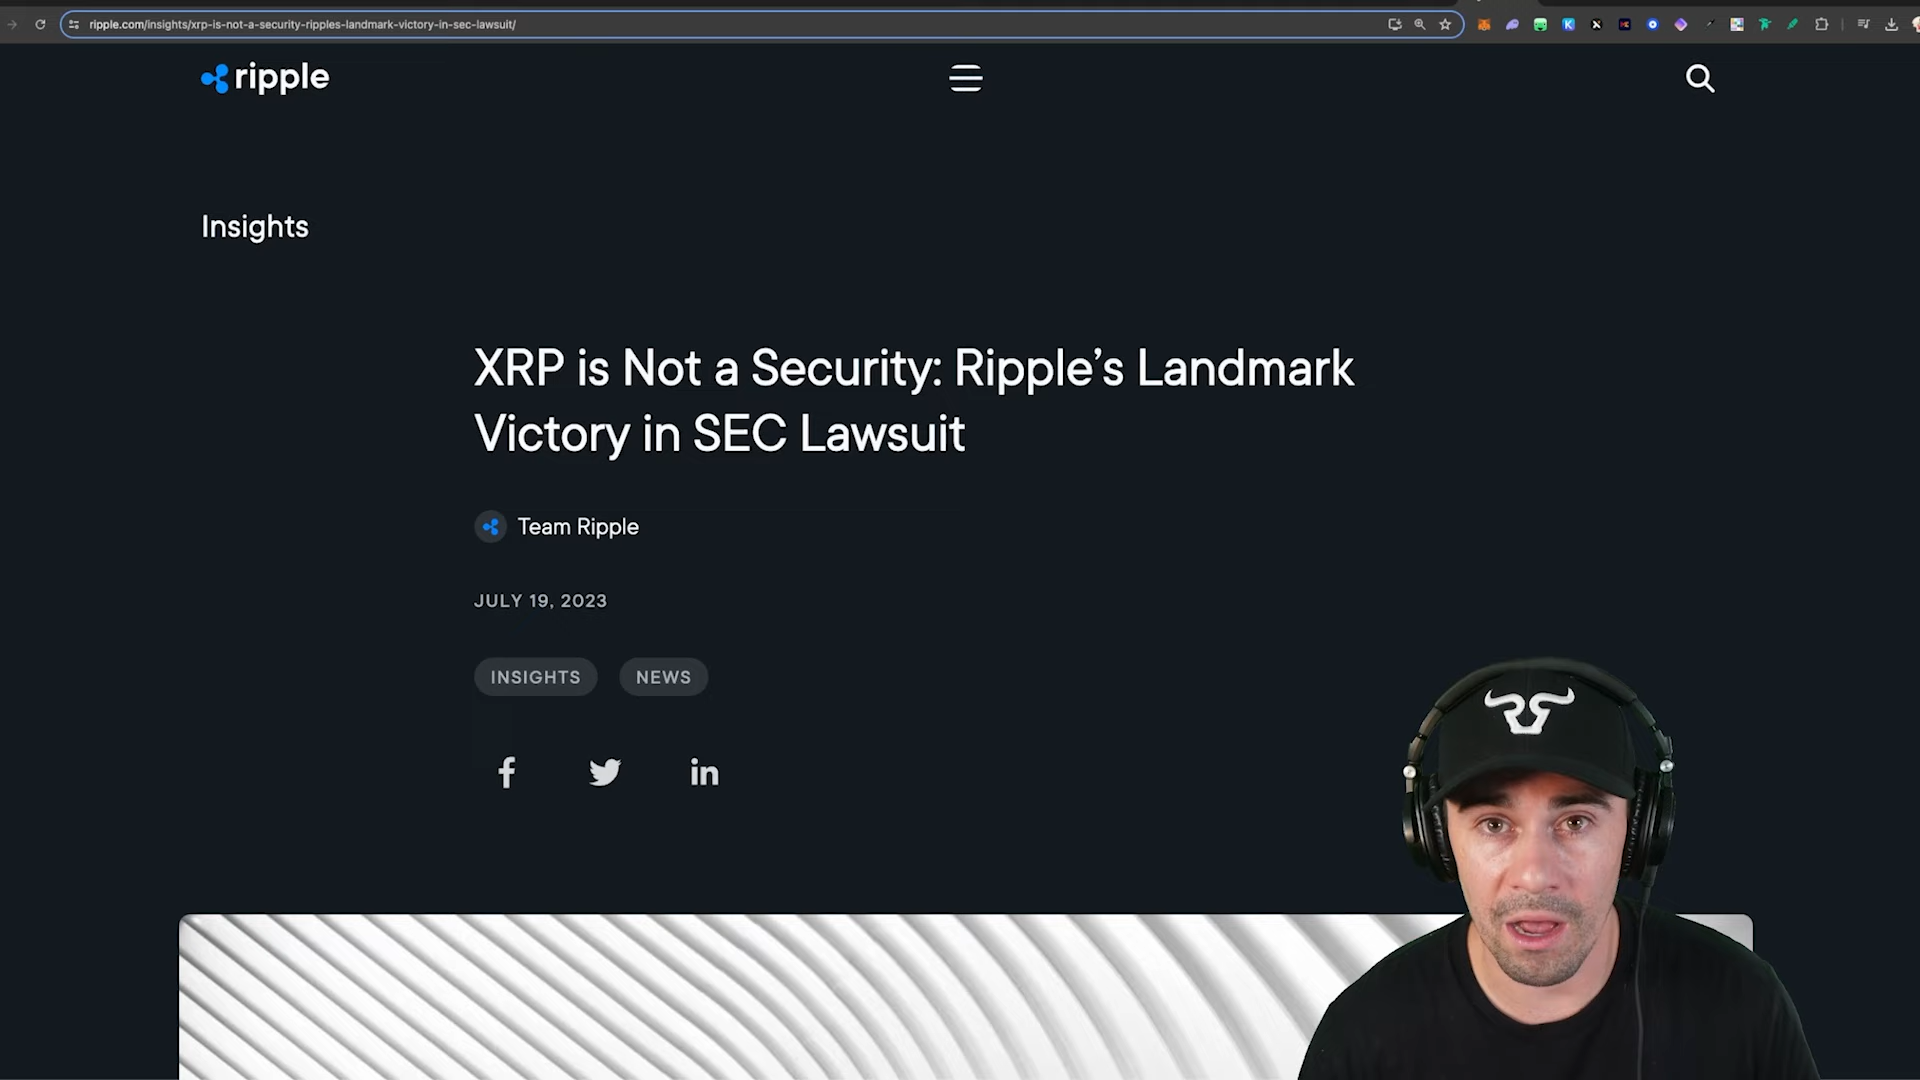 ripple.com/insights/xrp-is-not-a-security-ripples-landmark-victory-in-sec-lawsuit/
ripple
Insights
XRP is Not a Security: Ripple’s Landmark
Victory in SEC Lawsuit
Team Ripple
JULY 19, 2023
INSIGHTS NEWS